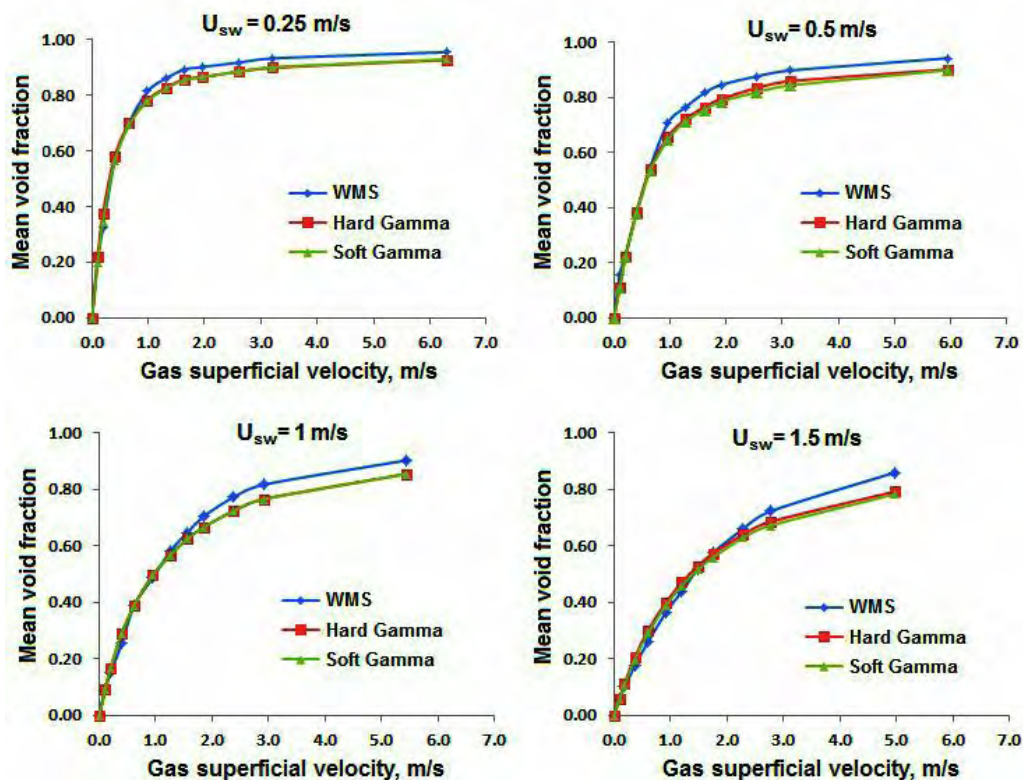 U_sw = 0.25 m/s
Mean void fraction
1.00
0.80
0.60
0.40
0.20
0.00
WMS
Hard Gamma
Soft Gamma
0.0 1.0 2.0 3.0 4.0 5.0 6.0 7.0
Gas superficial velocity, m/s
U_sw = 0.5 m/s
Mean void fraction
1.00
0.80
0.60
0.40
0.20
0.00
WMS
Hard Gamma
Soft Gamma
0.0 1.0 2.0 3.0 4.0 5.0 6.0 7.0
Gas superficial velocity, m/s
U_sw = 1 m/s
Mean void fraction
1.00
0.80
0.60
0.40
0.20
0.00
WMS
Hard Gamma
Soft Gamma
0.0 1.0 2.0 3.0 4.0 5.0 6.0 7.0
Gas superficial velocity, m/s
U_sw = 1.5 m/s
Mean void fraction
1.00
0.80
0.60
0.40
0.20
0.00
WMS
Hard Gamma
Soft Gamma
0.0 1.0 2.0 3.0 4.0 5.0 6.0 7.0
Gas superficial velocity, m/s